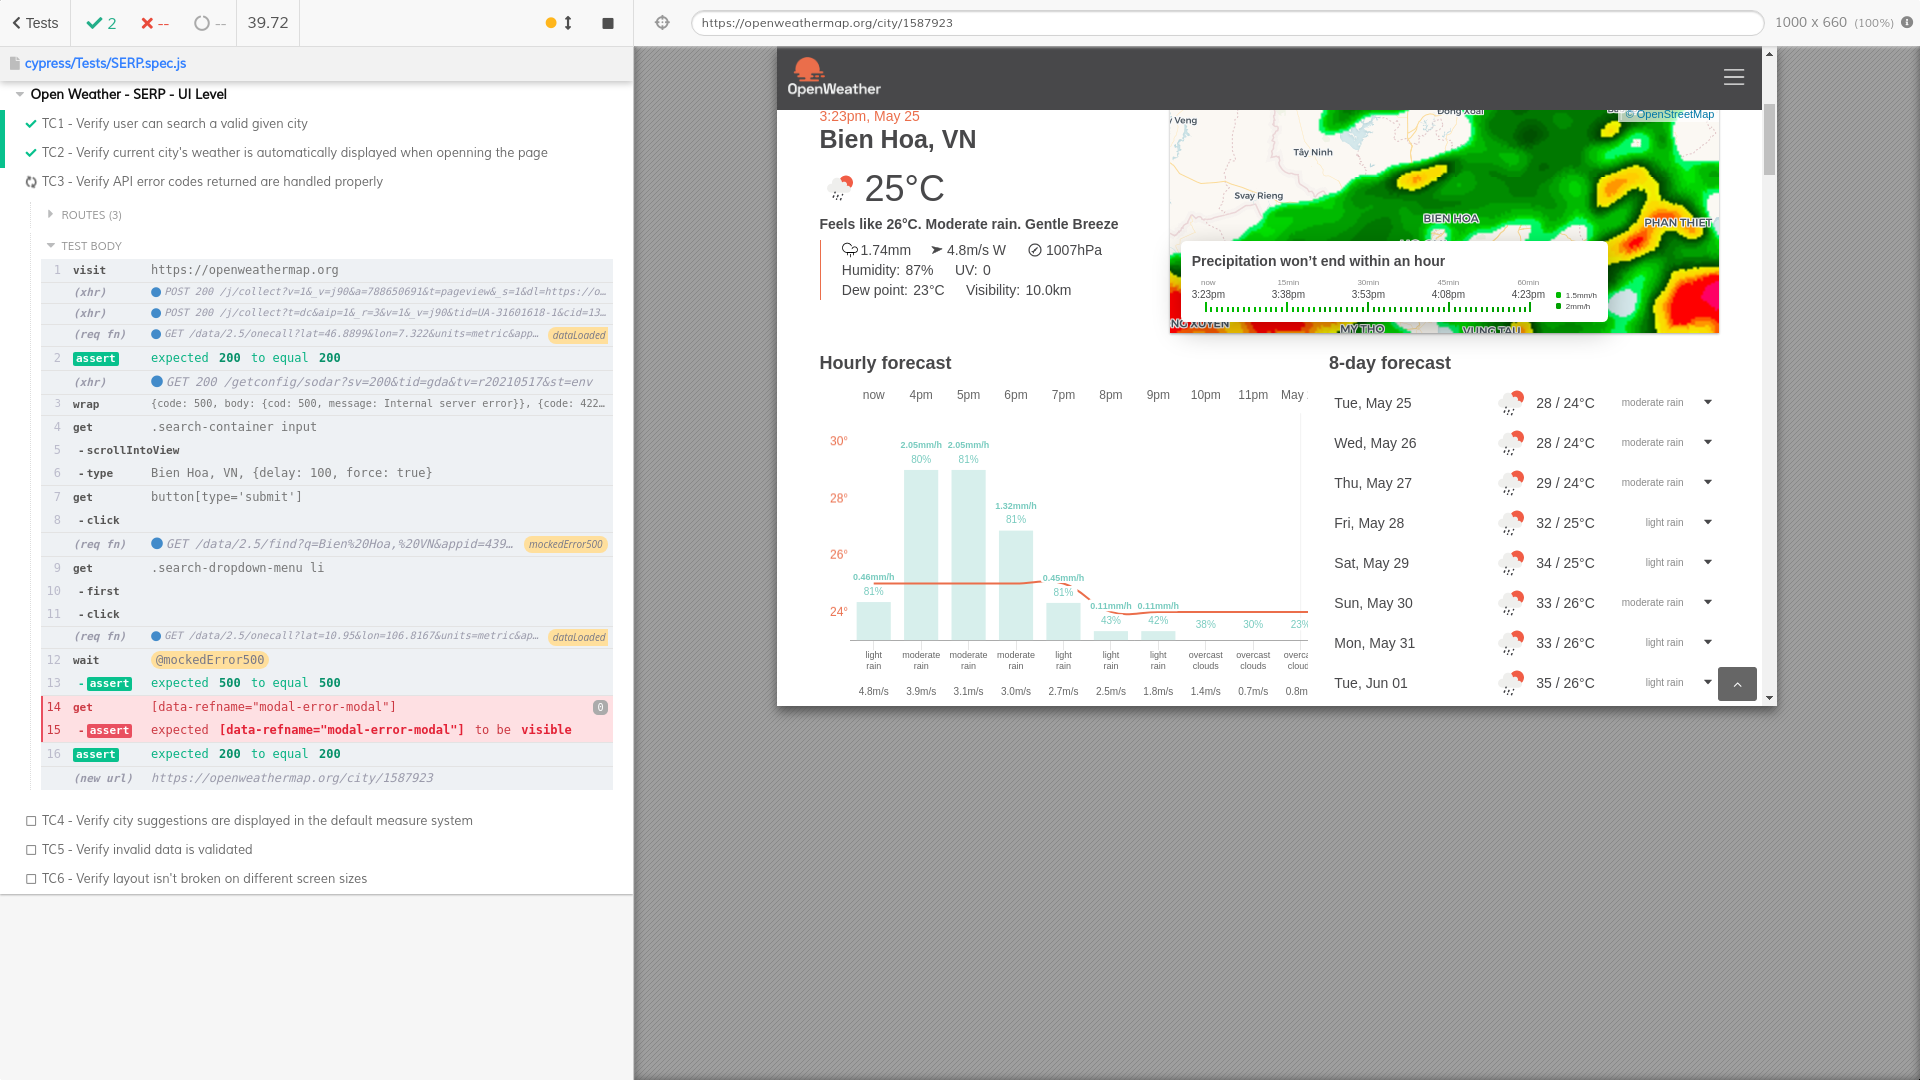 Tests
2
--
--
39.72
cypress/Tests/SERP.spec.js
Open Weather - SERP - UI Level
TC1 - Verify user can search a valid given city
TC2 - Verify current city's weather is automatically displayed when openning the page
TC3 - Verify API error codes returned are handled properly
ROUTES (3)
TEST BODY
1 visit https://openweathermap.org
(xhr) POST 200 /j/collect?v=1&_v=j90&a=788650691&t=pageview&_s=1&dl=https://o...
(xhr) POST 200 /j/collect?t=dc&aip=1&_r=3&v=1&_v=j90&tid=UA-31601618-1&cid=13...
(req fn) GET /data/2.5/onecall?lat=46.8899&lon=7.322&units=metric&app... dataLoaded
2 assert expected 200 to equal 200
(xhr) GET 200 /getconfig/sodar?sv=200&tid=gda&tv=r20210517&st=env
3 wrap {code: 500, body: {cod: 500, message: Internal server error}}, {code: 422...
4 get .search-container input
5 -scrollIntoView
6 -type Bien Hoa, VN, {delay: 100, force: true}
7 get button[type='submit']
8 -click
(req fn) GET /data/2.5/find?q=Bien%20Hoa,%20VN&appid=439... mockedError500
9 get .search-dropdown-menu li
10 -first
11 -click
(req fn) GET /data/2.5/onecall?lat=10.95&lon=106.8167&units=metric&ap... dataLoaded
12 wait @mockedError500
13 -assert expected 500 to equal 500
14 get [data-refname="modal-error-modal"] 0
15 -assert expected [data-refname="modal-error-modal"] to be visible
16 assert expected 200 to equal 200
(new url) https://openweathermap.org/city/1587923
TC4 - Verify city suggestions are displayed in the default measure system
TC5 - Verify invalid data is validated
TC6 - Verify layout isn't broken on different screen sizes
https://openweathermap.org/city/1587923
1000 x 660 (100%)
OpenWeather
3:23pm, May 25
Bien Hoa, VN
25°C
Feels like 26°C. Moderate rain. Gentle Breeze
1.74mm 4.8m/s W 1007hPa
Humidity: 87% UV: 0
Dew point: 23°C Visibility: 10.0km
© OpenStreetMap
Veng
Tây Ninh
Svay Rieng
BIEN HOA
PHAN THIET
Precipitation won't end within an hour
now 15min 30min 45min 60min
3:23pm 3:38pm 3:53pm 4:08pm 4:23pm
1.5mm/h
2mm/h
MY THO
VUNG TAU
Hourly forecast
now 4pm 5pm 6pm 7pm 8pm 9pm 10pm 11pm May
30°
28°
26°
24°
0.46mm/h 2.05mm/h 2.05mm/h 1.32mm/h 0.45mm/h 0.11mm/h 0.11mm/h
81% 80% 81% 81% 81% 43% 42% 38% 30% 23%
light rain moderate rain moderate rain moderate rain light rain light rain light rain overcast clouds overcast clouds overca cloud
4.8m/s 3.9m/s 3.1m/s 3.0m/s 2.7m/s 2.5m/s 1.8m/s 1.4m/s 0.7m/s 0.8m
8-day forecast
Tue, May 25 28 / 24°C moderate rain
Wed, May 26 28 / 24°C moderate rain
Thu, May 27 29 / 24°C moderate rain
Fri, May 28 32 / 25°C light rain
Sat, May 29 34 / 25°C light rain
Sun, May 30 33 / 26°C moderate rain
Mon, May 31 33 / 26°C light rain
Tue, Jun 01 35 / 26°C light rain